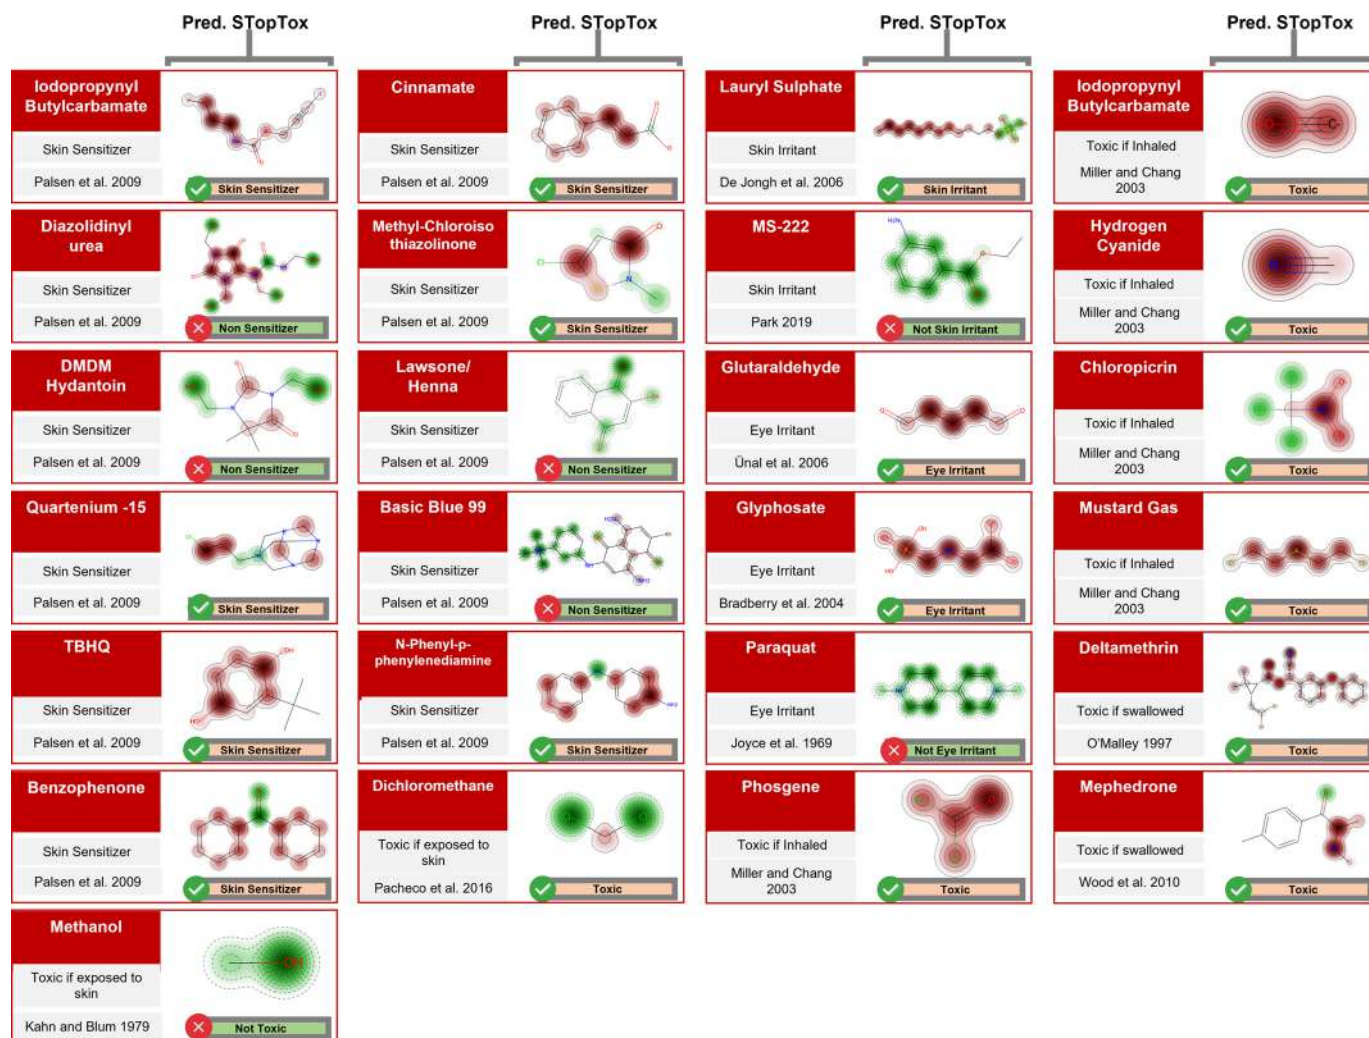 Pred. STopTox
Iodopropynyl
Butylcarbamate
Skin Sensitizer
Palsen et al. 2009
Skin Sensitizer
Diazolidinyl
urea
Skin Sensitizer
Palsen et al. 2009
Non Sensitizer
DMDM
Hydantoin
Skin Sensitizer
Palsen et al. 2009
Non Sensitizer
Quartenium -15
Skin Sensitizer
Palsen et al. 2009
Skin Sensitizer
TBHQ
Skin Sensitizer
Palsen et al. 2009
Skin Sensitizer
Benzophenone
Skin Sensitizer
Palsen et al. 2009
Skin Sensitizer
Methanol
Toxic if exposed to
skin
Kahn and Blum 1979
Not Toxic
Pred. STopTox
Cinnamate
Skin Sensitizer
Palsen et al. 2009
Skin Sensitizer
Methyl-Chloroiso
thiazolinone
Skin Sensitizer
Palsen et al. 2009
Skin Sensitizer
Lawsone/
Henna
Skin Sensitizer
Palsen et al. 2009
Non Sensitizer
Basic Blue 99
Skin Sensitizer
Palsen et al. 2009
Non Sensitizer
N-Phenyl-p-
phenylenediamine
Skin Sensitizer
Palsen et al. 2009
Skin Sensitizer
Dichloromethane
Toxic if exposed to
skin
Pacheco et al. 2016
Toxic
Pred. STopTox
Lauryl Sulphate
Skin Irritant
De Jongh et al. 2006
Skin Irritant
MS-222
Skin Irritant
Park 2019
Not Skin Irritant
Glutaraldehyde
Eye Irritant
Ünal et al. 2006
Eye Irritant
Glyphosate
Eye Irritant
Bradberry et al. 2004
Eye Irritant
Paraquat
Eye Irritant
Joyce et al. 1969
Not Eye Irritant
Phosgene
Toxic if Inhaled
Miller and Chang
2003
Toxic
Pred. STopTox
Iodopropynyl
Butylcarbamate
Toxic if Inhaled
Miller and Chang
2003
Toxic
Hydrogen
Cyanide
Toxic if Inhaled
Miller and Chang
2003
Toxic
Chloropicrin
Toxic if Inhaled
Miller and Chang
2003
Toxic
Mustard Gas
Toxic if Inhaled
Miller and Chang
2003
Toxic
Deltamethrin
Toxic if swallowed
O'Malley 1997
Toxic
Mephedrone
Toxic if swallowed
Wood et al. 2010
Toxic